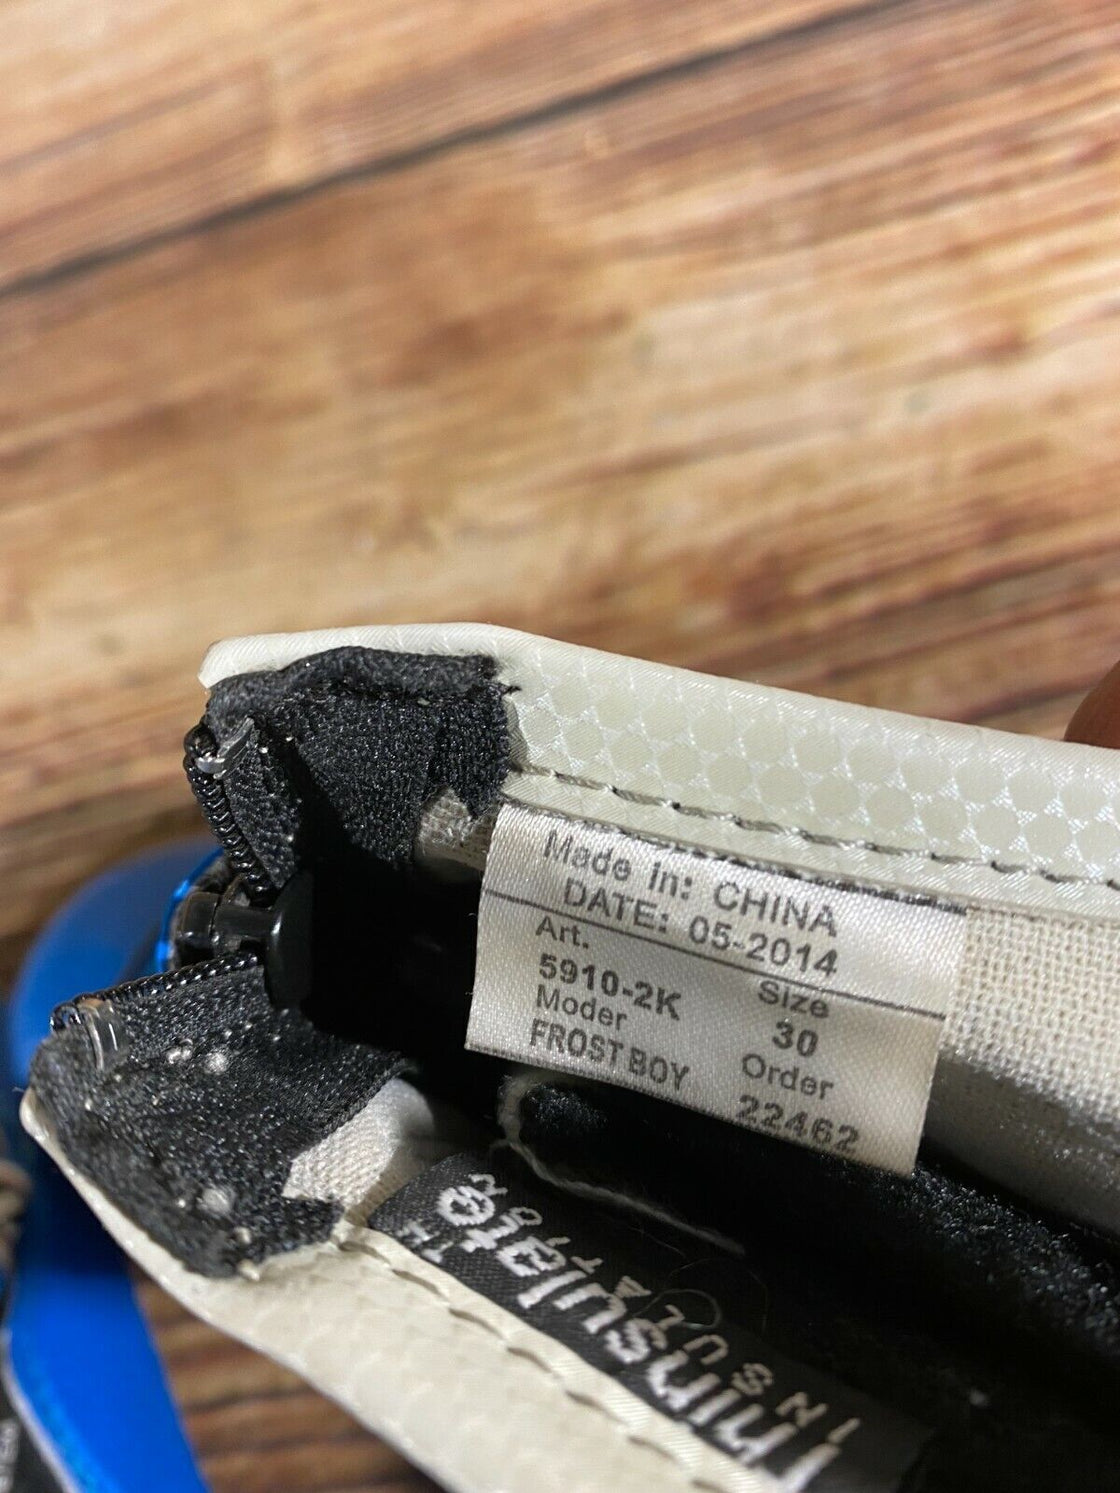 Made in: CHINA
DATE: 05-2014
Art.
5910-2K
Moder
FROST BOY
Size
30
Order
22462
Thinsulate
INSULATION